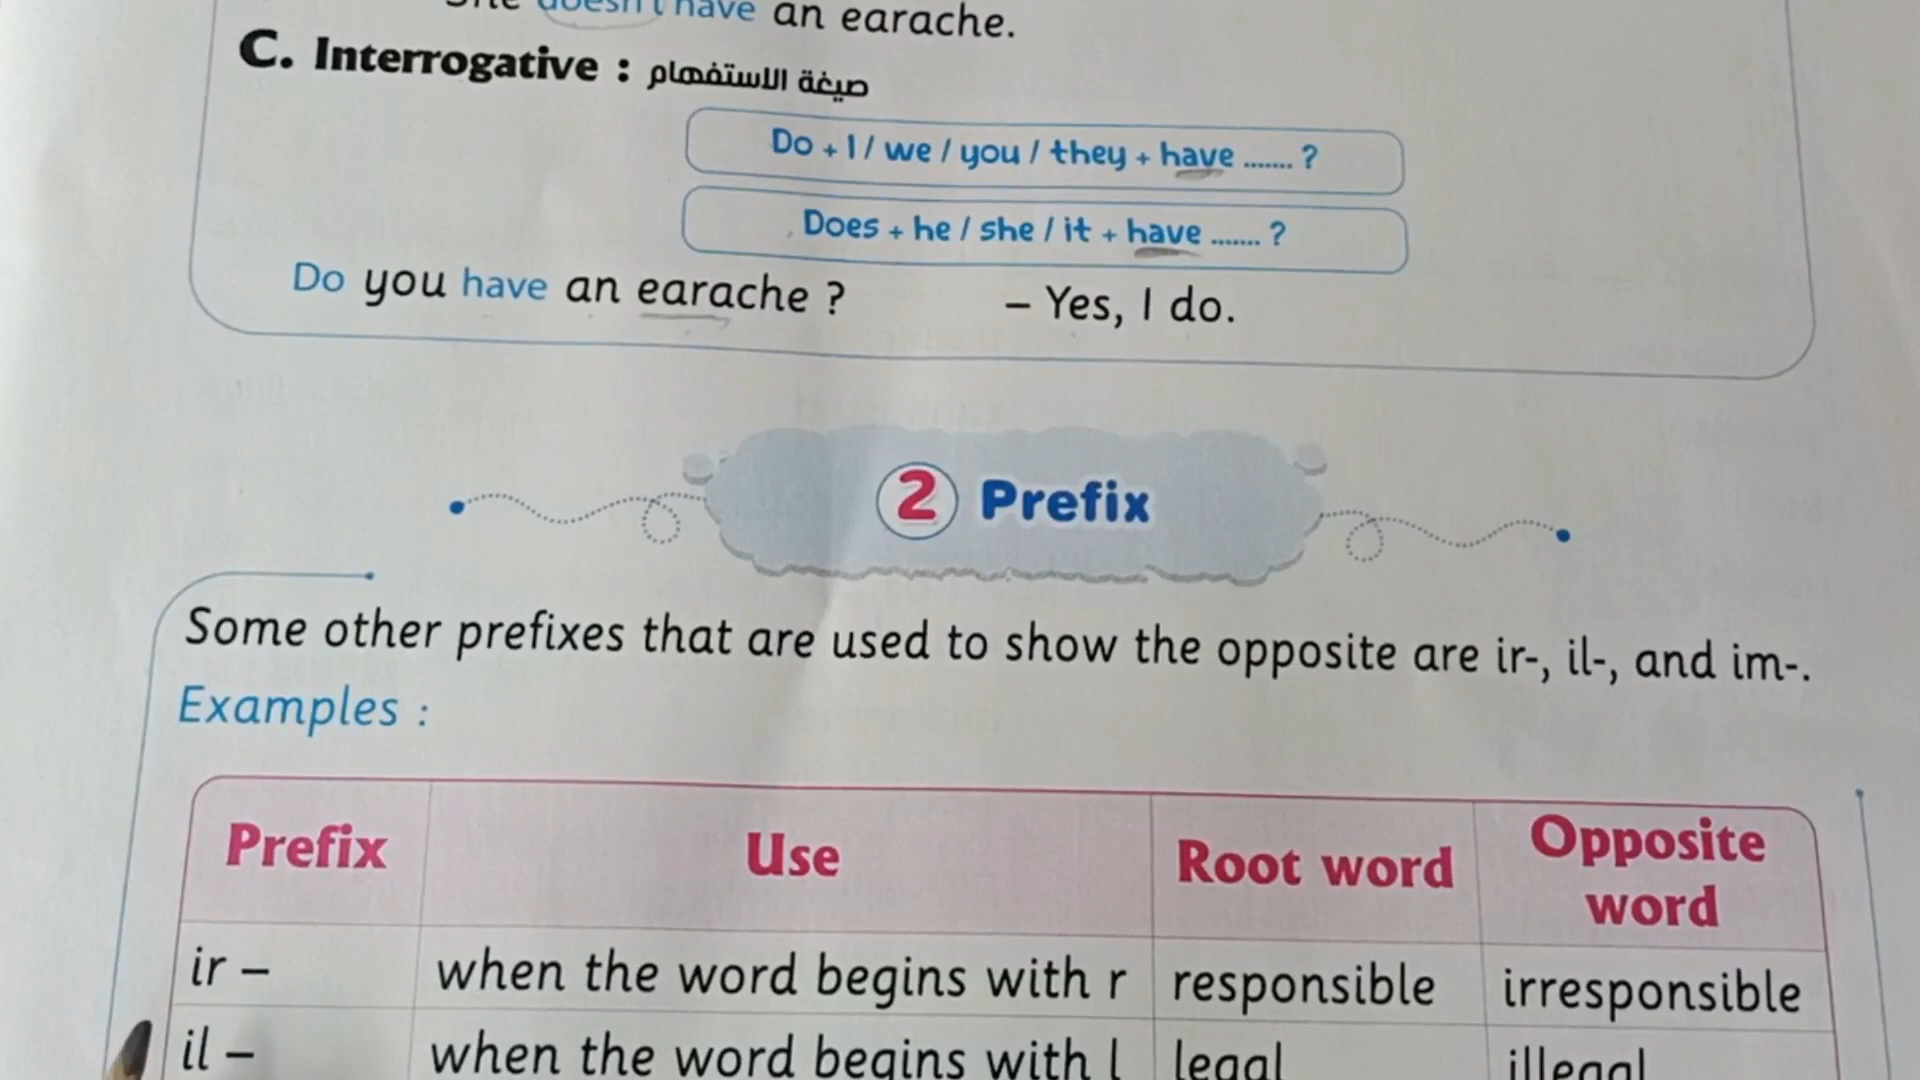 She doesn't have an earache.
C. Interrogative : صيغة الاستفهام
Do + I / we / you / they + have ....... ?
Does + he / she / it + have ....... ?
Do you have an earache ? – Yes, I do.
2 Prefix
Some other prefixes that are used to show the opposite are ir-, il-, and im-.
Examples :
Prefix Use Root word Opposite word
ir – when the word begins with r responsible irresponsible
il – when the word begins with l legal illegal